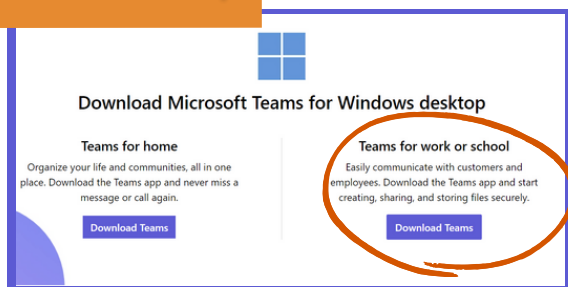 Download Microsoft Teams for Windows desktop
Teams for home
Organize your life and communities, all in one
place. Download the Teams app and never miss a
message or call again.
Download Teams
Teams for work or school
Easily communicate with customers and
employees. Download the Teams app and start
creating, sharing, and storing files securely.
Download Teams